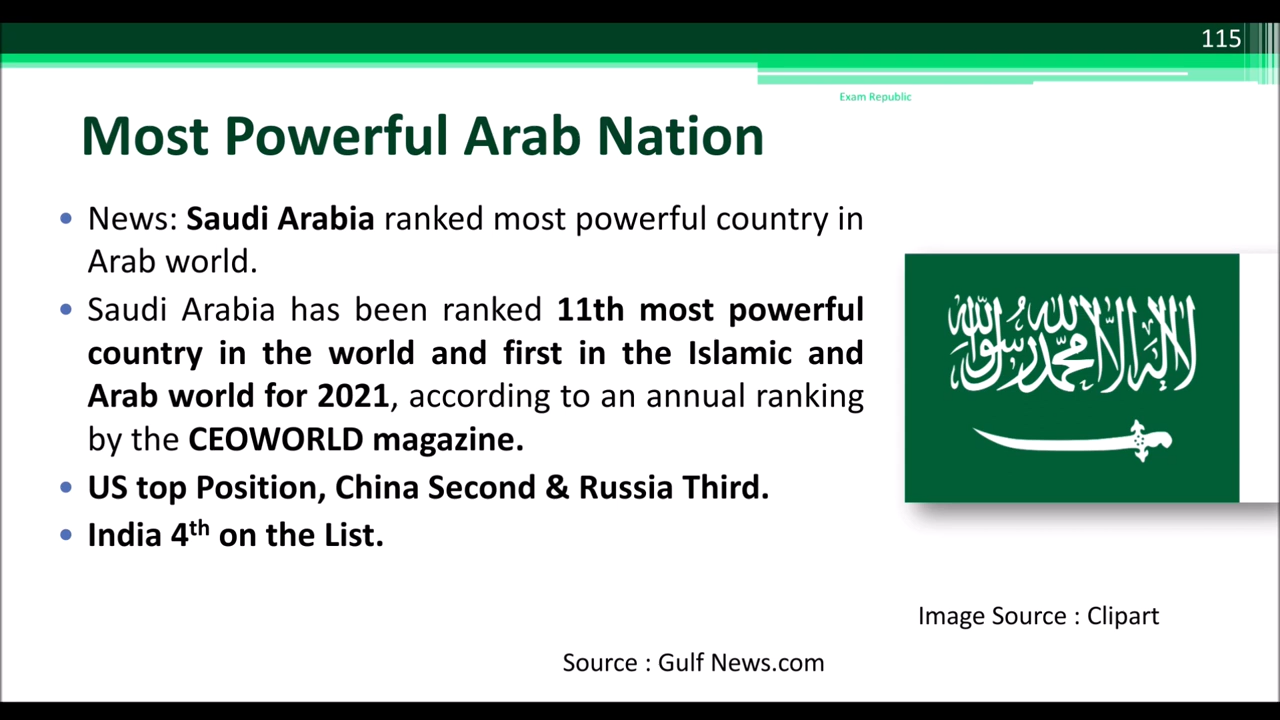 115
Exam Republic
Most Powerful Arab Nation
• News: Saudi Arabia ranked most powerful country in
Arab world.
• Saudi Arabia has been ranked 11th most powerful
country in the world and first in the Islamic and
Arab world for 2021, according to an annual ranking
by the CEOWORLD magazine.
• US top Position, China Second & Russia Third.
• India 4th on the List.
لا إله إلا الله محمد رسول الله
Image Source : Clipart
Source : Gulf News.com